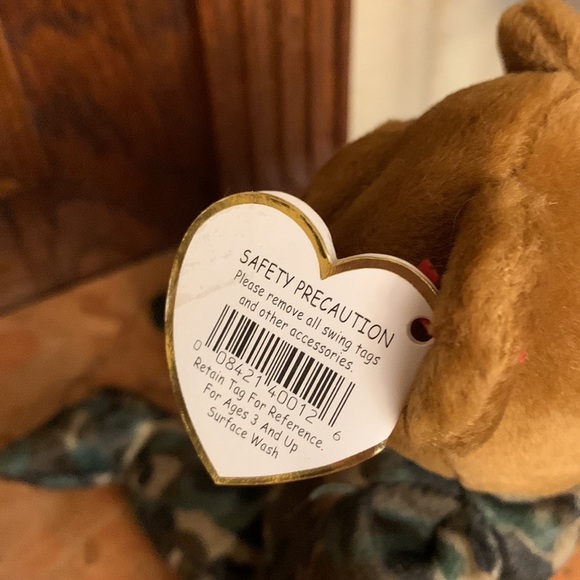 SAFETY PRECAUTION
Please remove all swing tags
and other accessories.
0 08421 40012 6
Retain Tag For Reference.
For Ages 3 And Up
Surface Wash